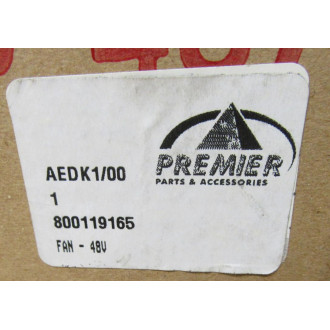 AEDK1/00
1
800119165
FAN - 48V
PREMIER
PARTS & ACCESSORIES